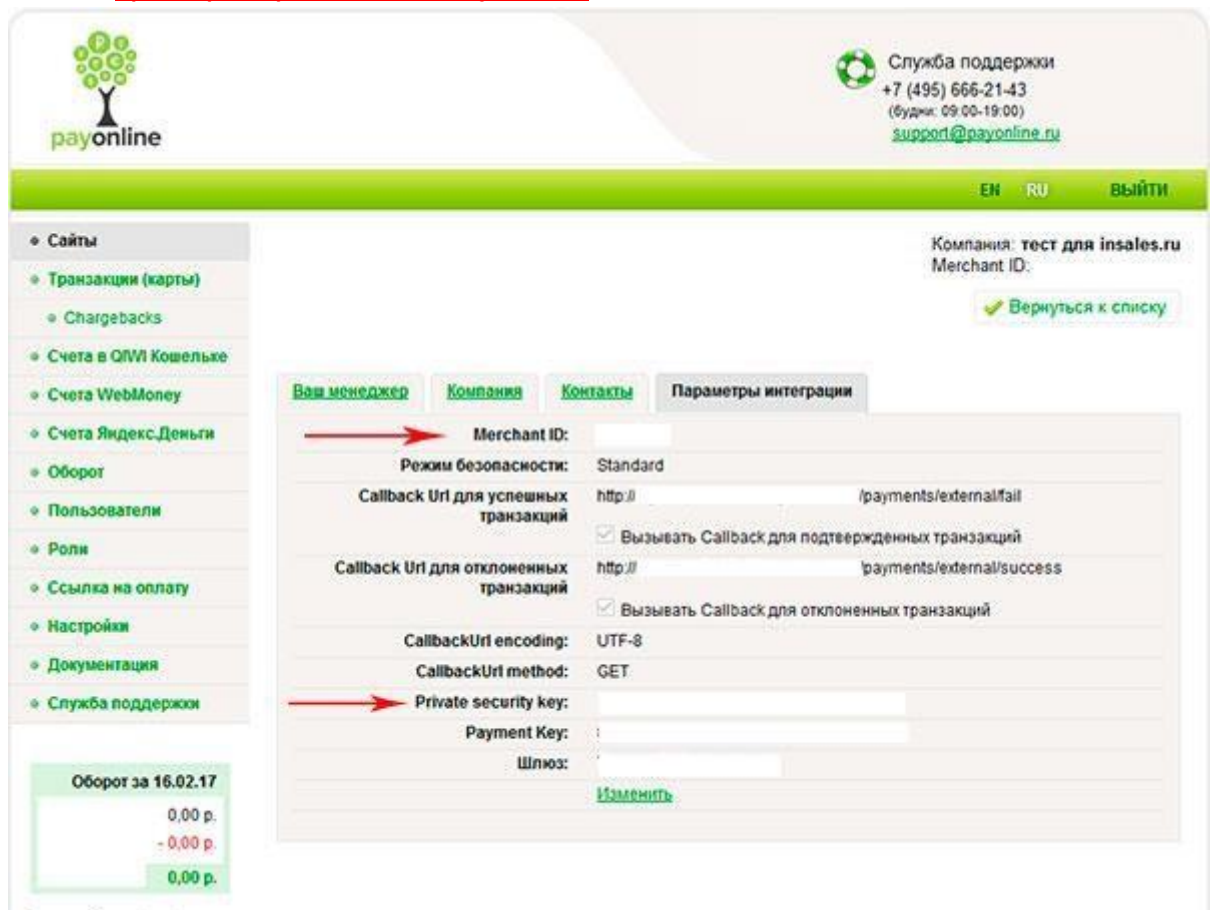 payonline
Служба поддержки
+7 (495) 666-21-43
(будни: 09:00-19:00)
support@payonline.ru
EN RU ВЫЙТИ
Сайты
Транзакции (карты)
Chargebacks
Счета в QIWI Кошельке
Счета WebMoney
Счета Яндекс.Деньги
Оборот
Пользователи
Роли
Ссылка на оплату
Настройки
Документация
Служба поддержки
Оборот за 16.02.17
0,00 р.
- 0,00 р.
0,00 р.
Компания: тест для insales.ru
Merchant ID:
Вернуться к списку
Ваш менеджер Компания Контакты Параметры интеграции
Merchant ID:
Режим безопасности: Standard
Callback Url для успешных http:// /payments/external/fail
транзакций
Вызывать Callback для подтвержденных транзакций
Callback Url для отклоненных http:// payments/external/success
транзакций
Вызывать Callback для отклоненных транзакций
CallbackUrl encoding: UTF-8
CallbackUrl method: GET
Private security key:
Payment Key:
Шлюз:
Изменить